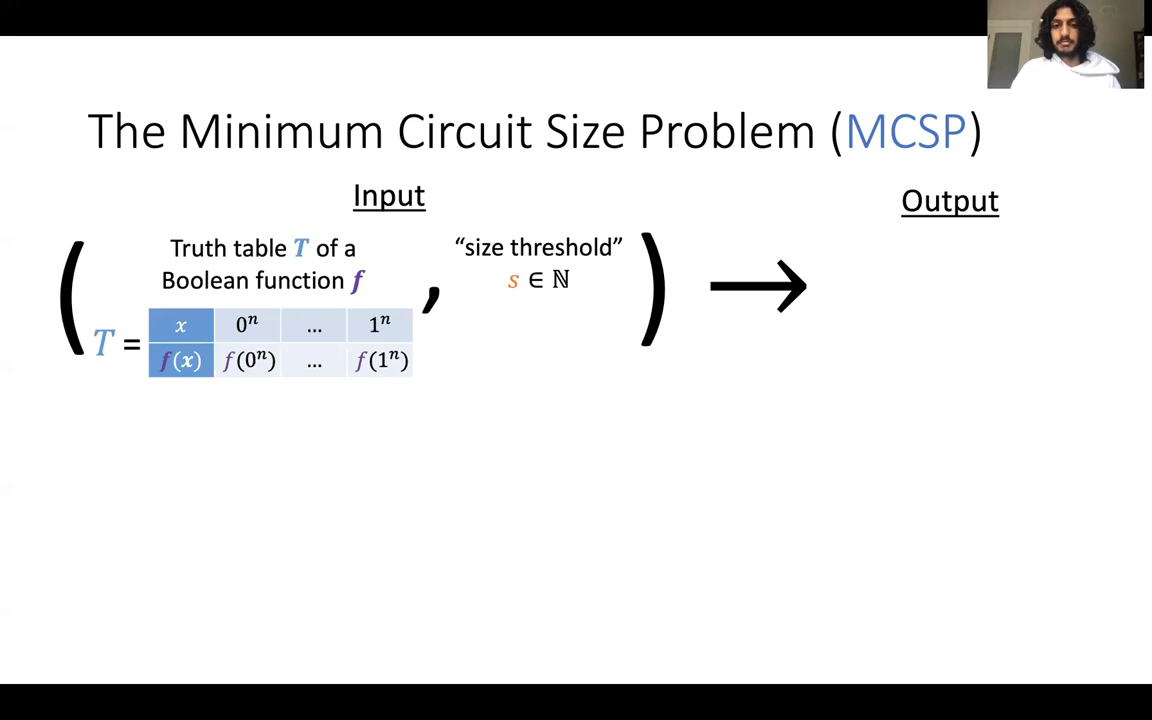 The Minimum Circuit Size Problem (MCSP)
Input
Output
( Truth table T of a Boolean function f , “size threshold” s ∈ ℕ ) →
T =
x 0ⁿ ... 1ⁿ
f(x) f(0ⁿ) ... f(1ⁿ)